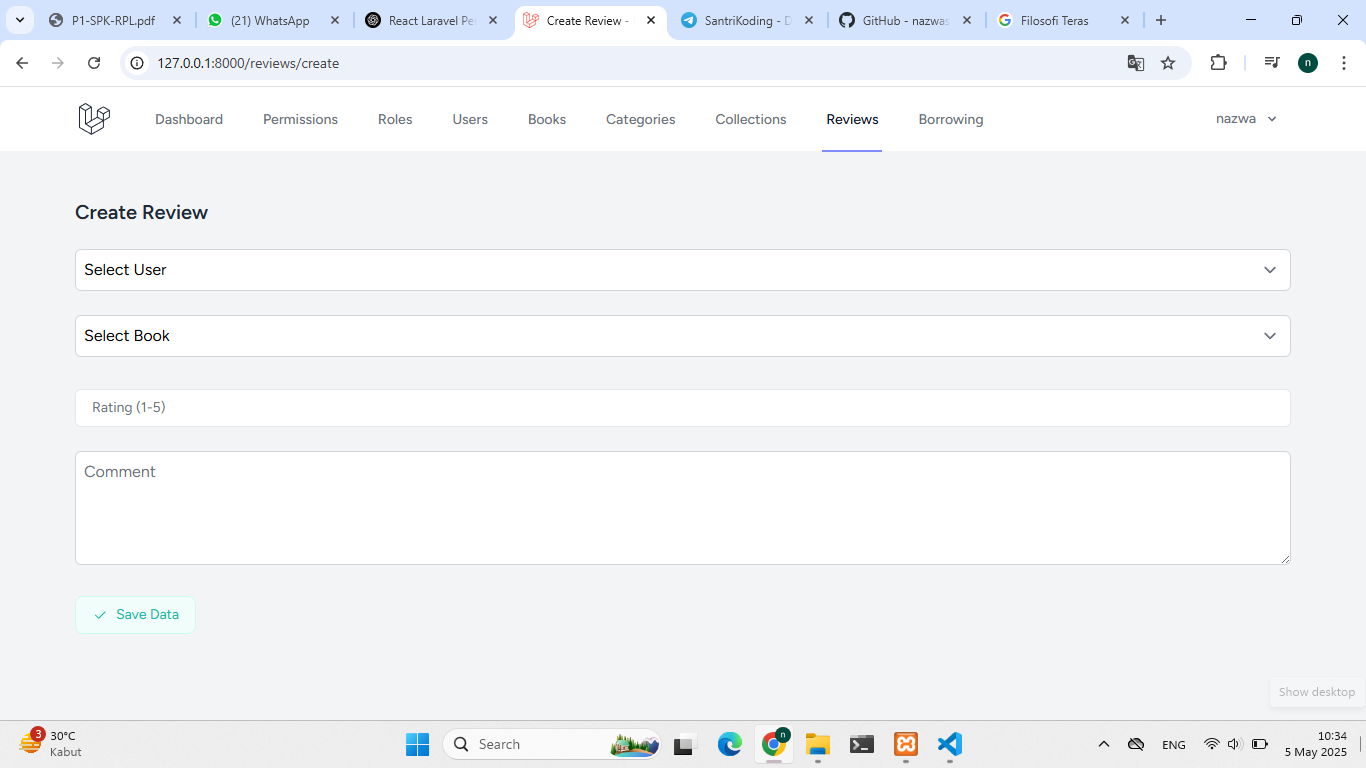 P1-SPK-RPL.pdf
(21) WhatsApp
React Laravel Pe
Create Review -
SantriKoding - D
GitHub - nazwas
Filosofi Teras
127.0.0.1:8000/reviews/create
n
Dashboard Permissions Roles Users Books Categories Collections Reviews Borrowing nazwa
Create Review
Select User
Select Book
Rating (1-5)
Comment
Save Data
Show desktop
3
30°C
Kabut
Search
n
ENG
10:34
5 May 2025